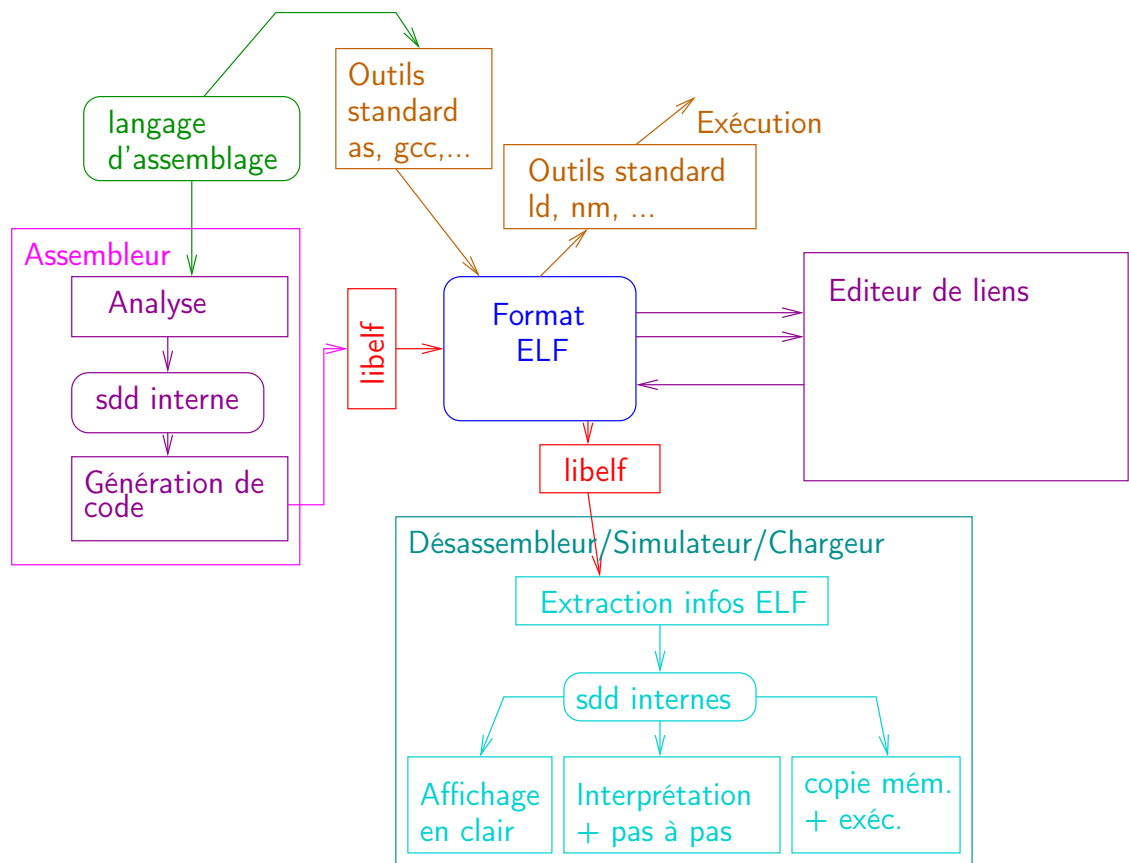 Outils
standard
as, gcc,...
langage
d'assemblage
Exécution
Outils standard
ld, nm, ...
Assembleur
Analyse
sdd interne
Génération de
code
libelf
Format
ELF
Editeur de liens
libelf
Désassembleur/Simulateur/Chargeur
Extraction infos ELF
sdd internes
Affichage
en clair
Interprétation
+ pas à pas
copie mém.
+ exéc.